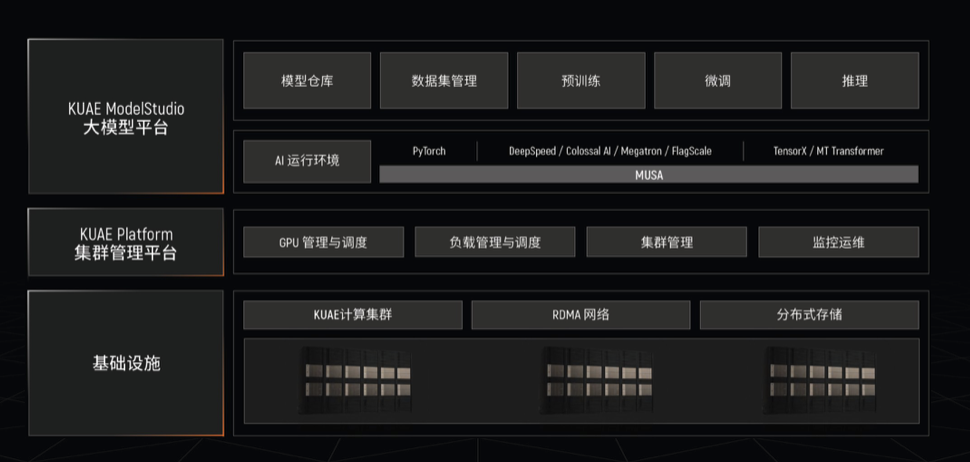 KUAE ModelStudio
大模型平台
模型仓库
数据集管理
预训练
微调
推理
AI 运行环境
PyTorch
DeepSpeed / Colossal AI / Megatron / FlagScale
TensorX / MT Transformer
MUSA
KUAE Platform
集群管理平台
GPU 管理与调度
负载管理与调度
集群管理
监控运维
基础设施
KUAE计算集群
RDMA 网络
分布式存储